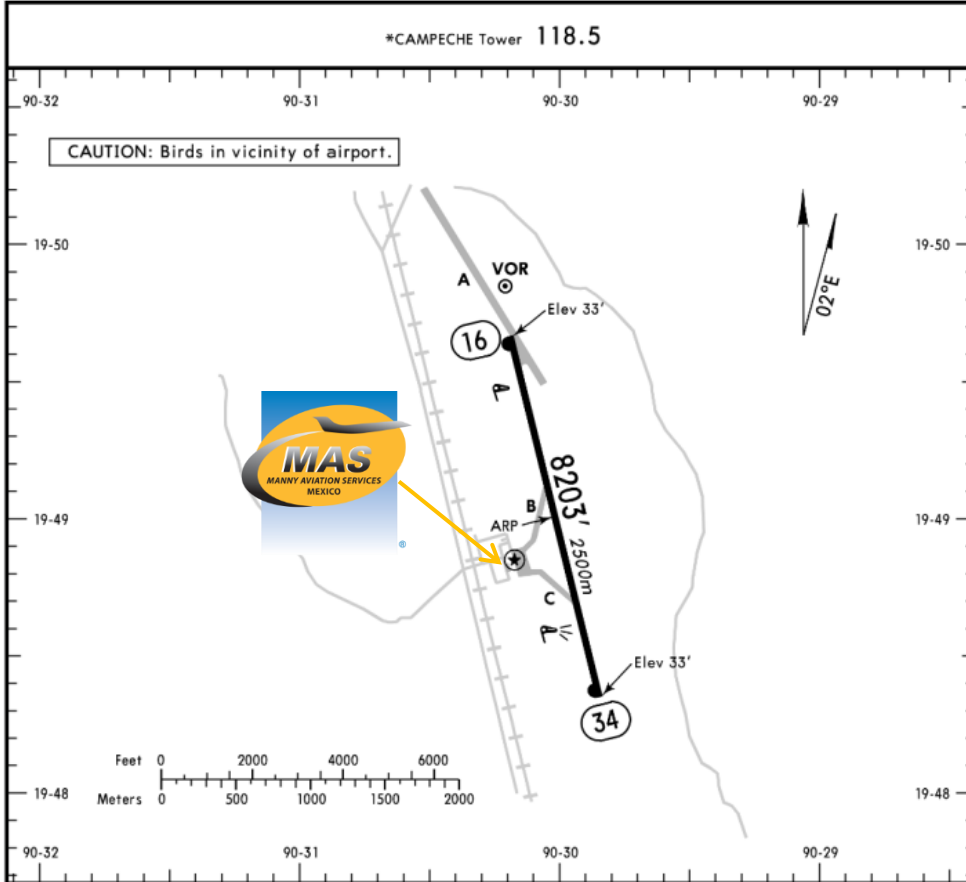 *CAMPECHE Tower 118.5
90-32
90-31
90-30
90-29
CAUTION: Birds in vicinity of airport.
19-50
19-50
A
VOR
02°E
Elev 33'
16
MAS
MANNY AVIATION SERVICES
MEXICO
®
8203'
2500m
B
ARP
19-49
19-49
C
Elev 33'
34
Feet 0 2000 4000 6000
Meters 0 500 1000 1500 2000
19-48
19-48
90-32
90-31
90-30
90-29